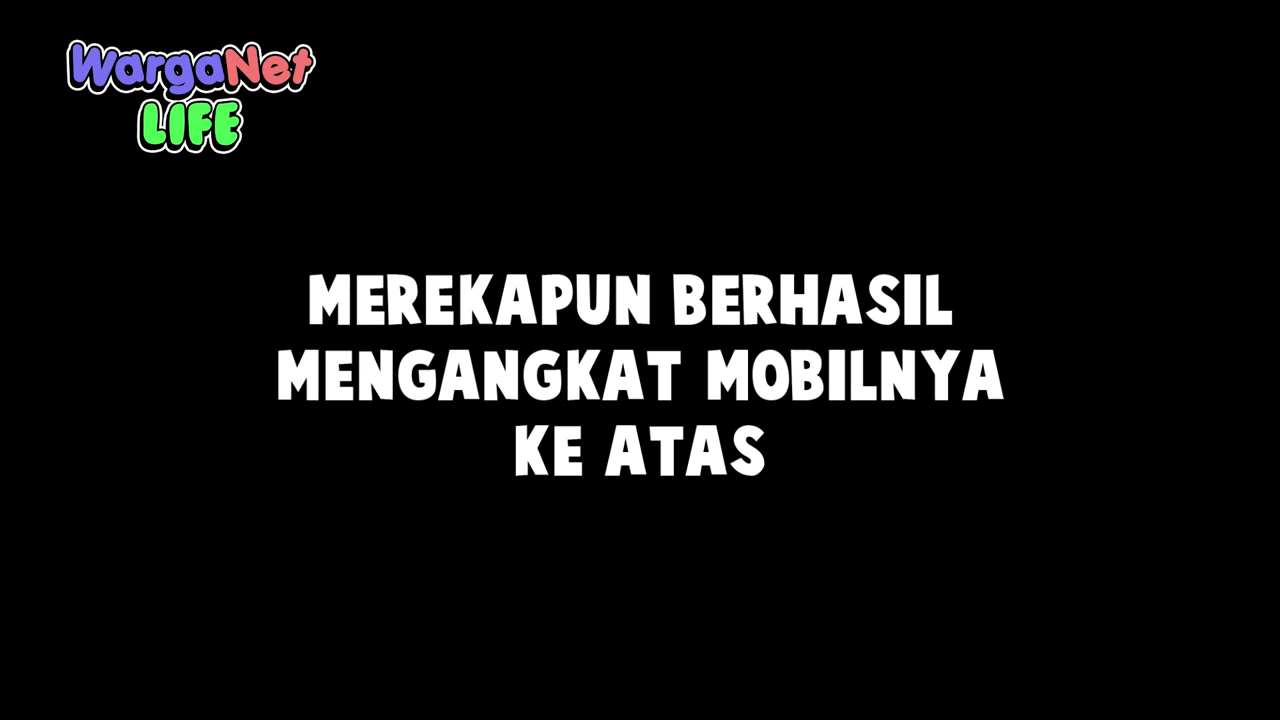 WargaNet
LIFE
MEREKAPUN BERHASIL
MENGANGKAT MOBILNYA
KE ATAS